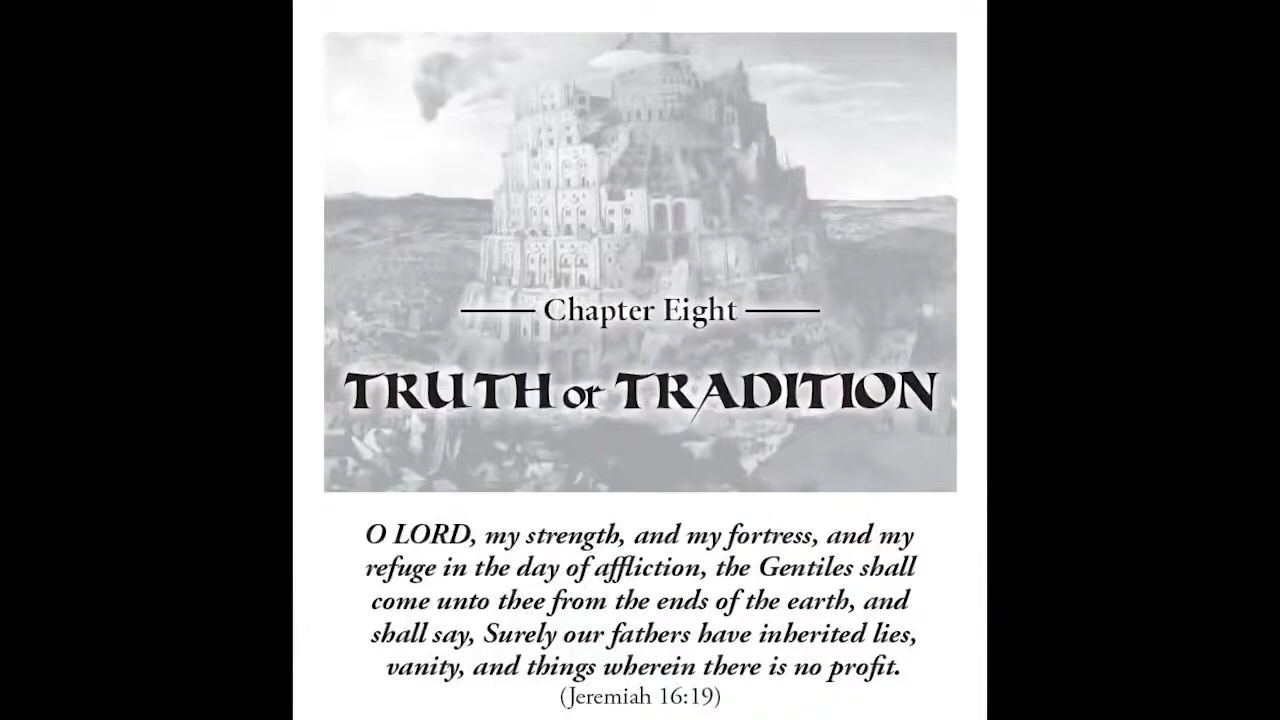 Chapter Eight
TRUTH or TRADITION
O LORD, my strength, and my fortress, and my
refuge in the day of affliction, the Gentiles shall
come unto thee from the ends of the earth, and
shall say, Surely our fathers have inherited lies,
vanity, and things wherein there is no profit.
(Jeremiah 16:19)